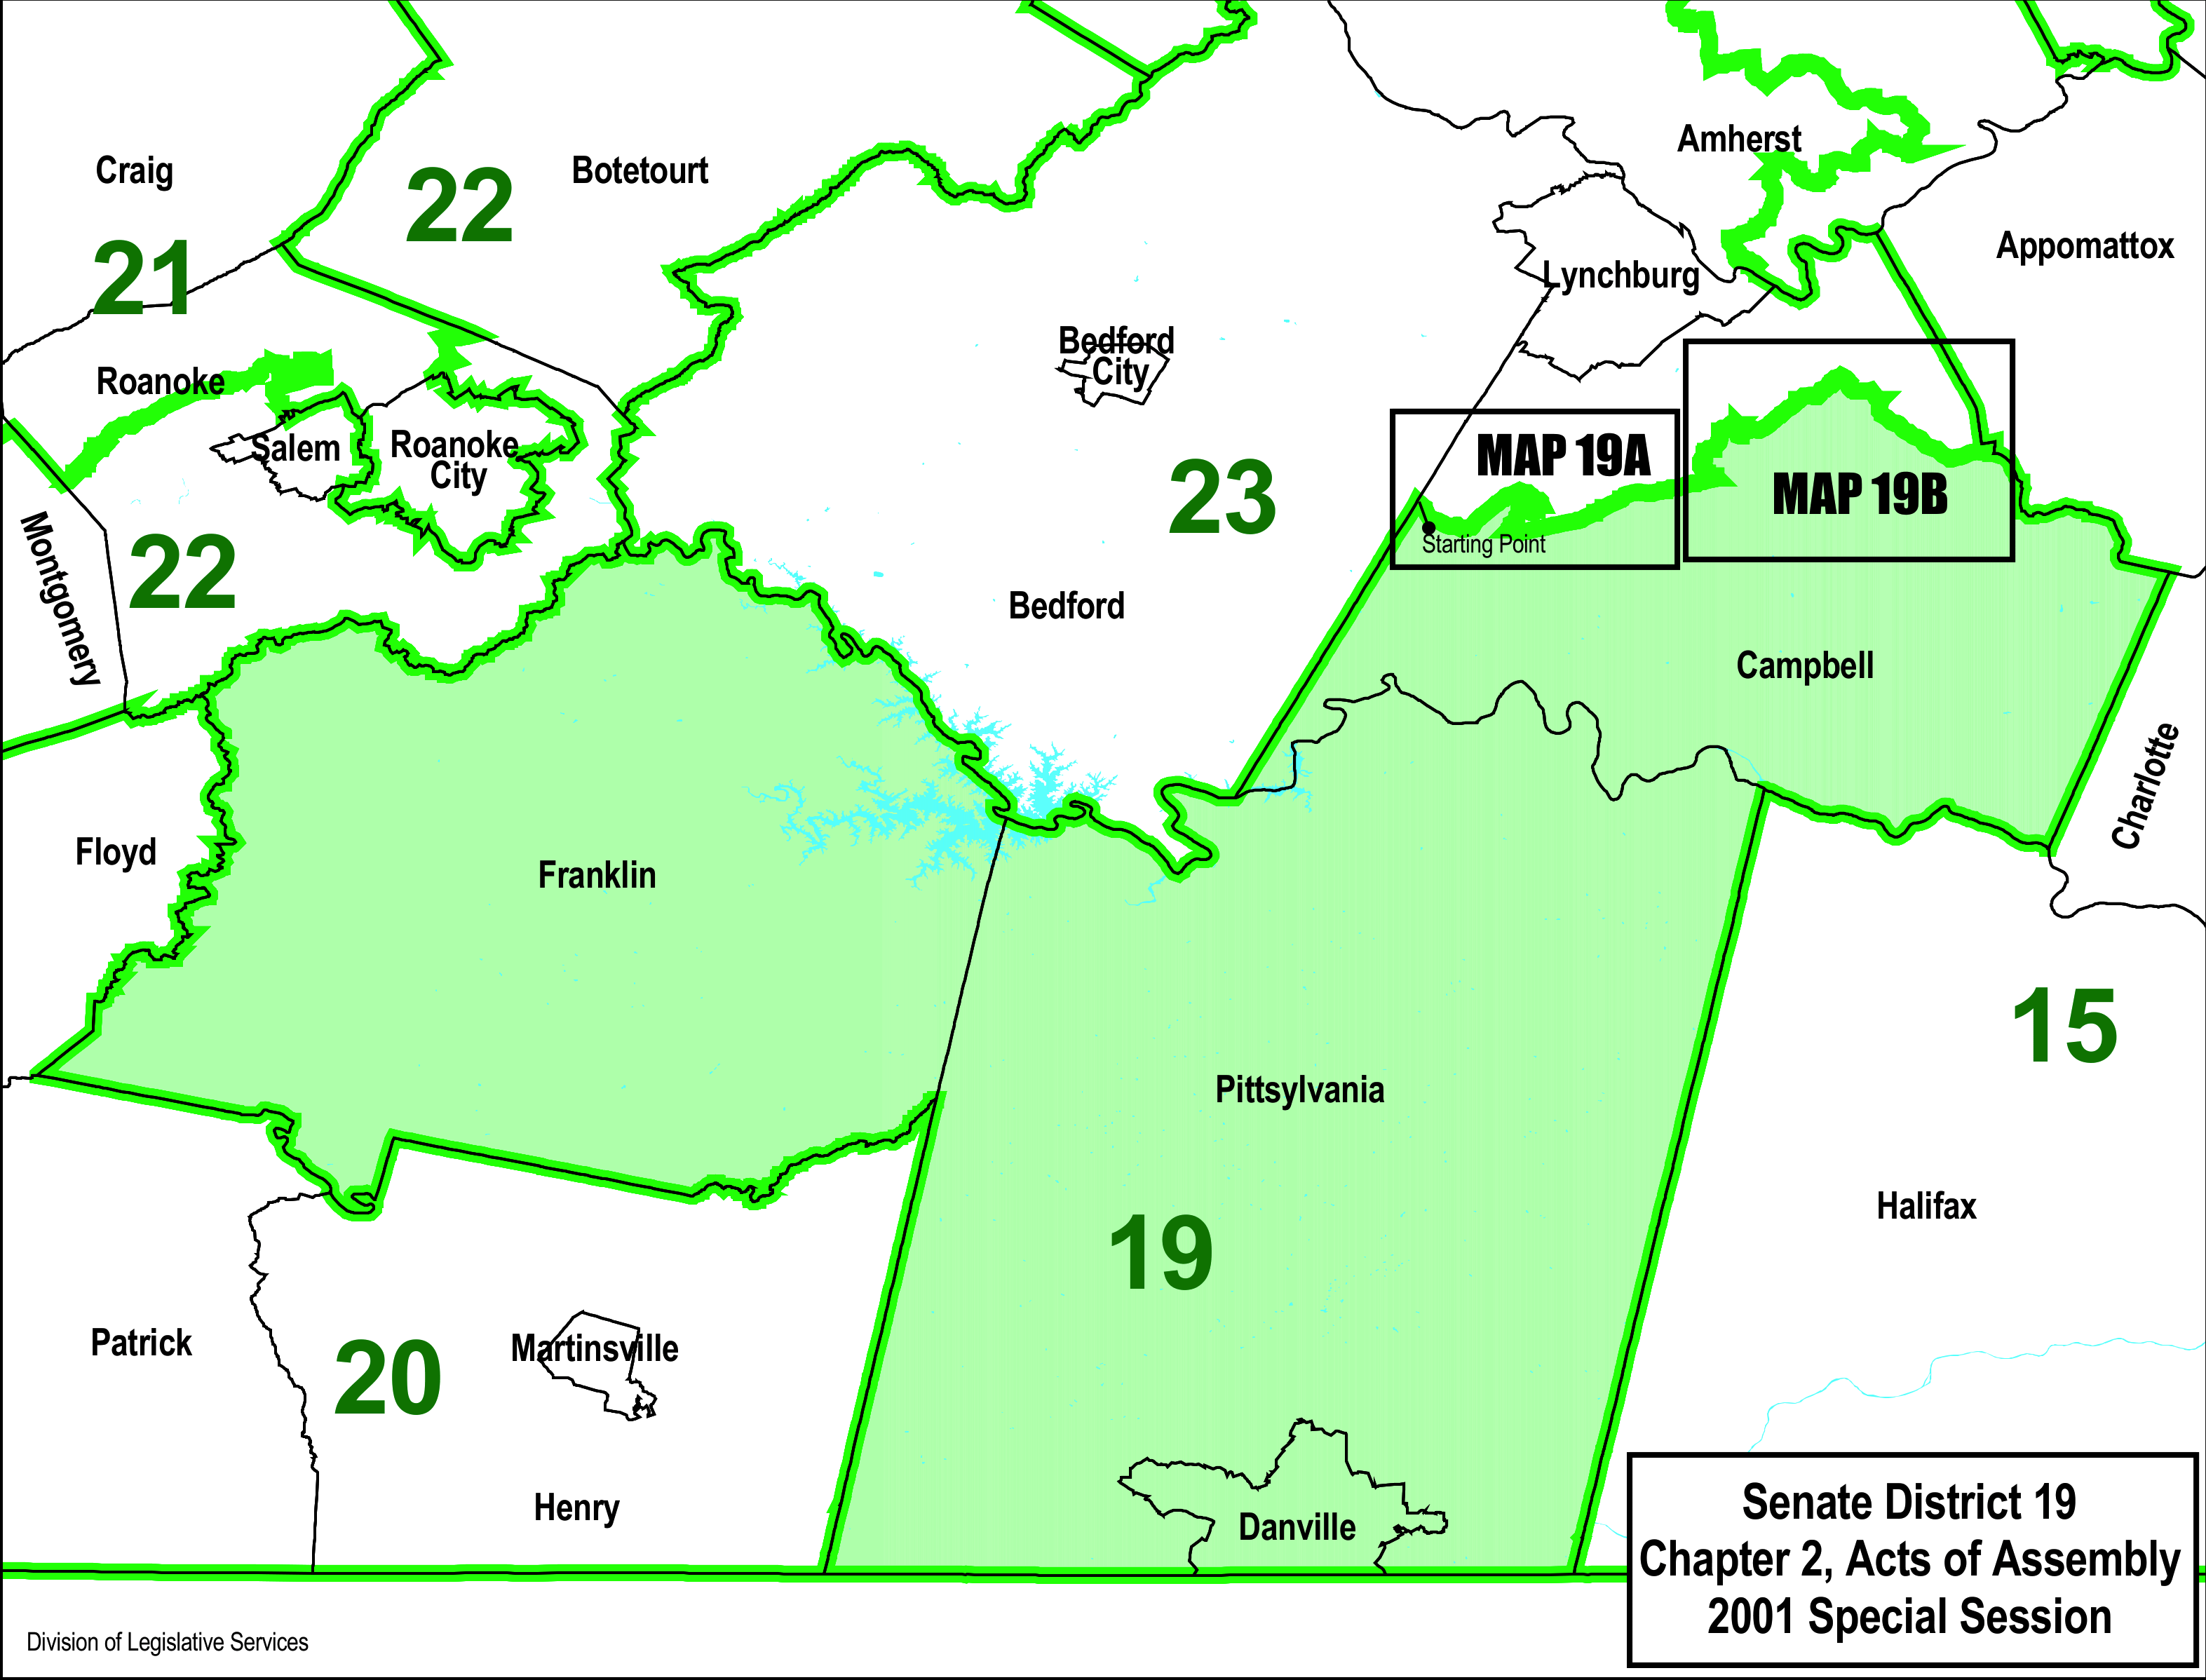 Craig
22
Botetourt
Amherst
21
Lynchburg
Appomattox
Roanoke
Bedford
City
Salem
Roanoke
City
23
MAP 19A
MAP 19B
Starting Point
Montgomery
22
Bedford
Campbell
Charlotte
Floyd
Franklin
15
Pittsylvania
Halifax
19
Patrick
20
Martinsville
Henry
Danville
Senate District 19
Chapter 2, Acts of Assembly
2001 Special Session
Division of Legislative Services